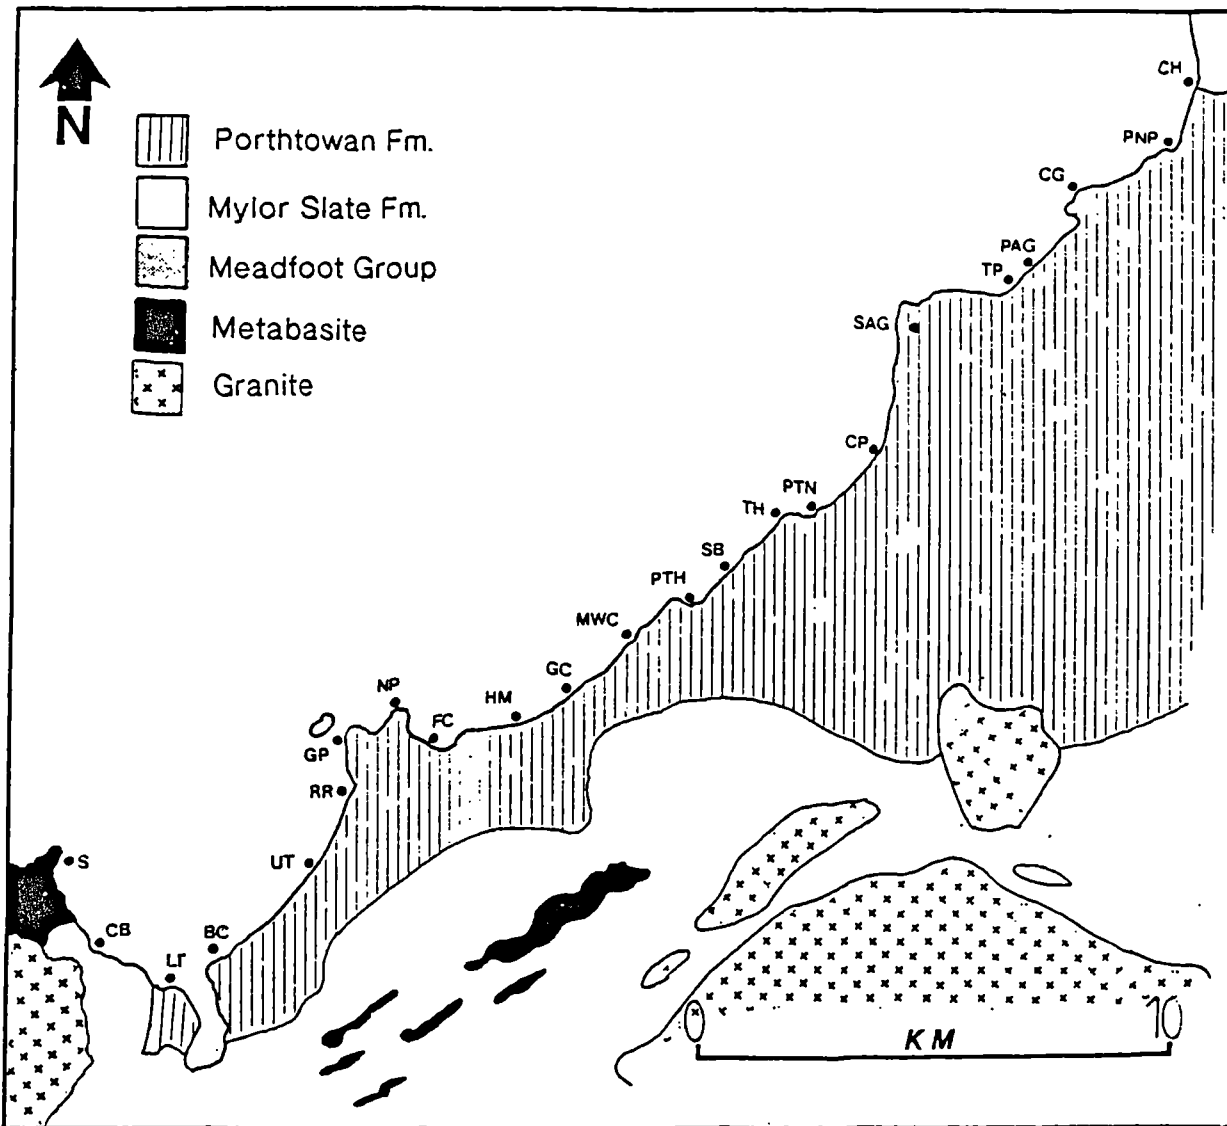 N
Porthtowan Fm.
Mylor Slate Fm.
Meadfoot Group
Metabasite
Granite
CH
PNP
CG
PAG
TP
SAG
CP
PTN
TH
SB
PTH
MWC
GC
HM
NP
FC
GP
RR
UT
S
CB
BC
LT
0 10
KM